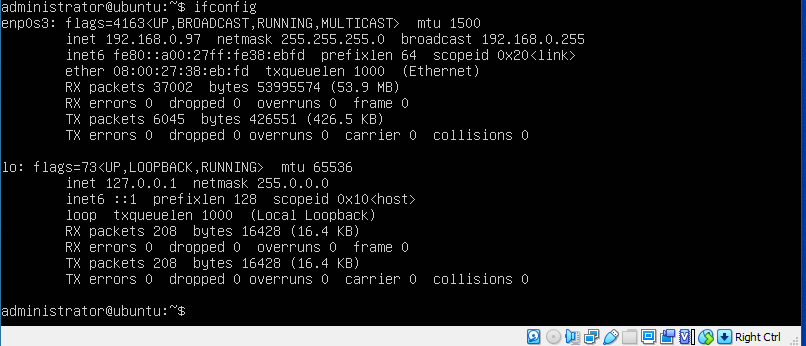 administrator@ubuntu:~$ ifconfig
enp0s3: flags=4163<UP,BROADCAST,RUNNING,MULTICAST>  mtu 1500
        inet 192.168.0.97  netmask 255.255.255.0  broadcast 192.168.0.255
        inet6 fe80::a00:27ff:fe38:ebfd  prefixlen 64  scopeid 0x20<link>
        ether 08:00:27:38:eb:fd  txqueuelen 1000  (Ethernet)
        RX packets 37002  bytes 53995574 (53.9 MB)
        RX errors 0  dropped 0  overruns 0  frame 0
        TX packets 6045  bytes 426551 (426.5 KB)
        TX errors 0  dropped 0 overruns 0  carrier 0  collisions 0

lo: flags=73<UP,LOOPBACK,RUNNING>  mtu 65536
        inet 127.0.0.1  netmask 255.0.0.0
        inet6 ::1  prefixlen 128  scopeid 0x10<host>
        loop  txqueuelen 1000  (Local Loopback)
        RX packets 208  bytes 16428 (16.4 KB)
        RX errors 0  dropped 0  overruns 0  frame 0
        TX packets 208  bytes 16428 (16.4 KB)
        TX errors 0  dropped 0 overruns 0  carrier 0  collisions 0

administrator@ubuntu:~$
Right Ctrl